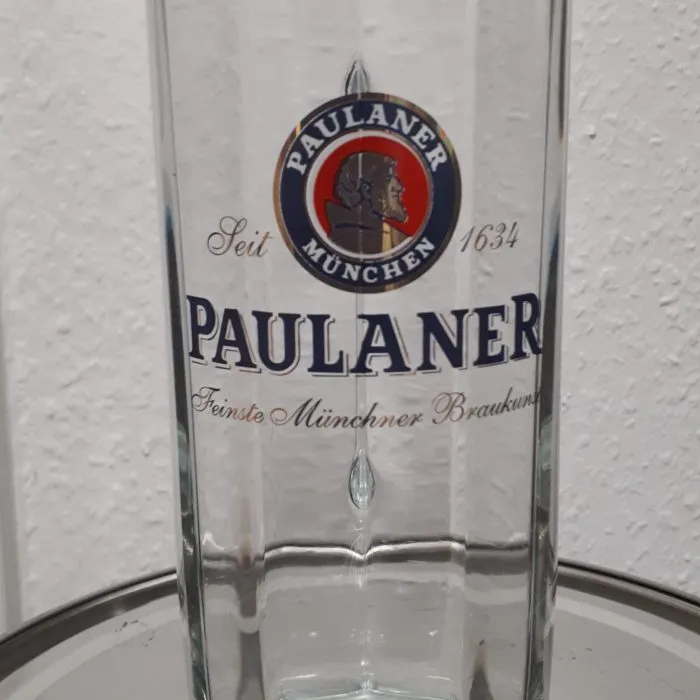 PAULANER
MÜNCHEN
Seit 1634
PAULANER
Feinste Münchner